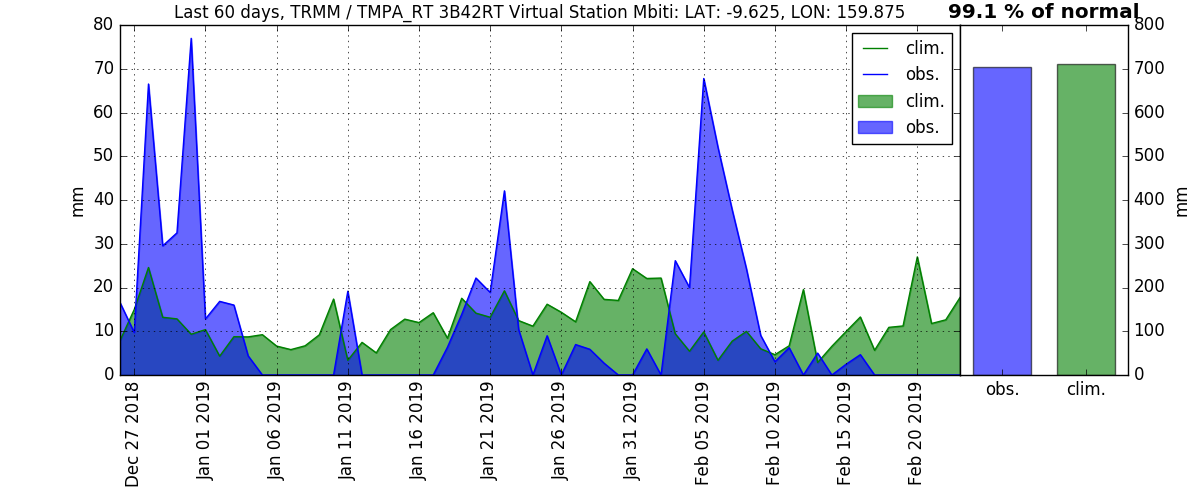 Last 60 days, TRMM / TMPA_RT 3B42RT Virtual Station Mbiti: LAT: -9.625, LON: 159.875
99.1 % of normal
80
70
60
50
40
30
20
10
0
mm
clim.
obs.
clim.
obs.
800
700
600
500
400
300
200
100
0
mm
obs.
clim.
Dec 27 2018
Jan 01 2019
Jan 06 2019
Jan 11 2019
Jan 16 2019
Jan 21 2019
Jan 26 2019
Jan 31 2019
Feb 05 2019
Feb 10 2019
Feb 15 2019
Feb 20 2019